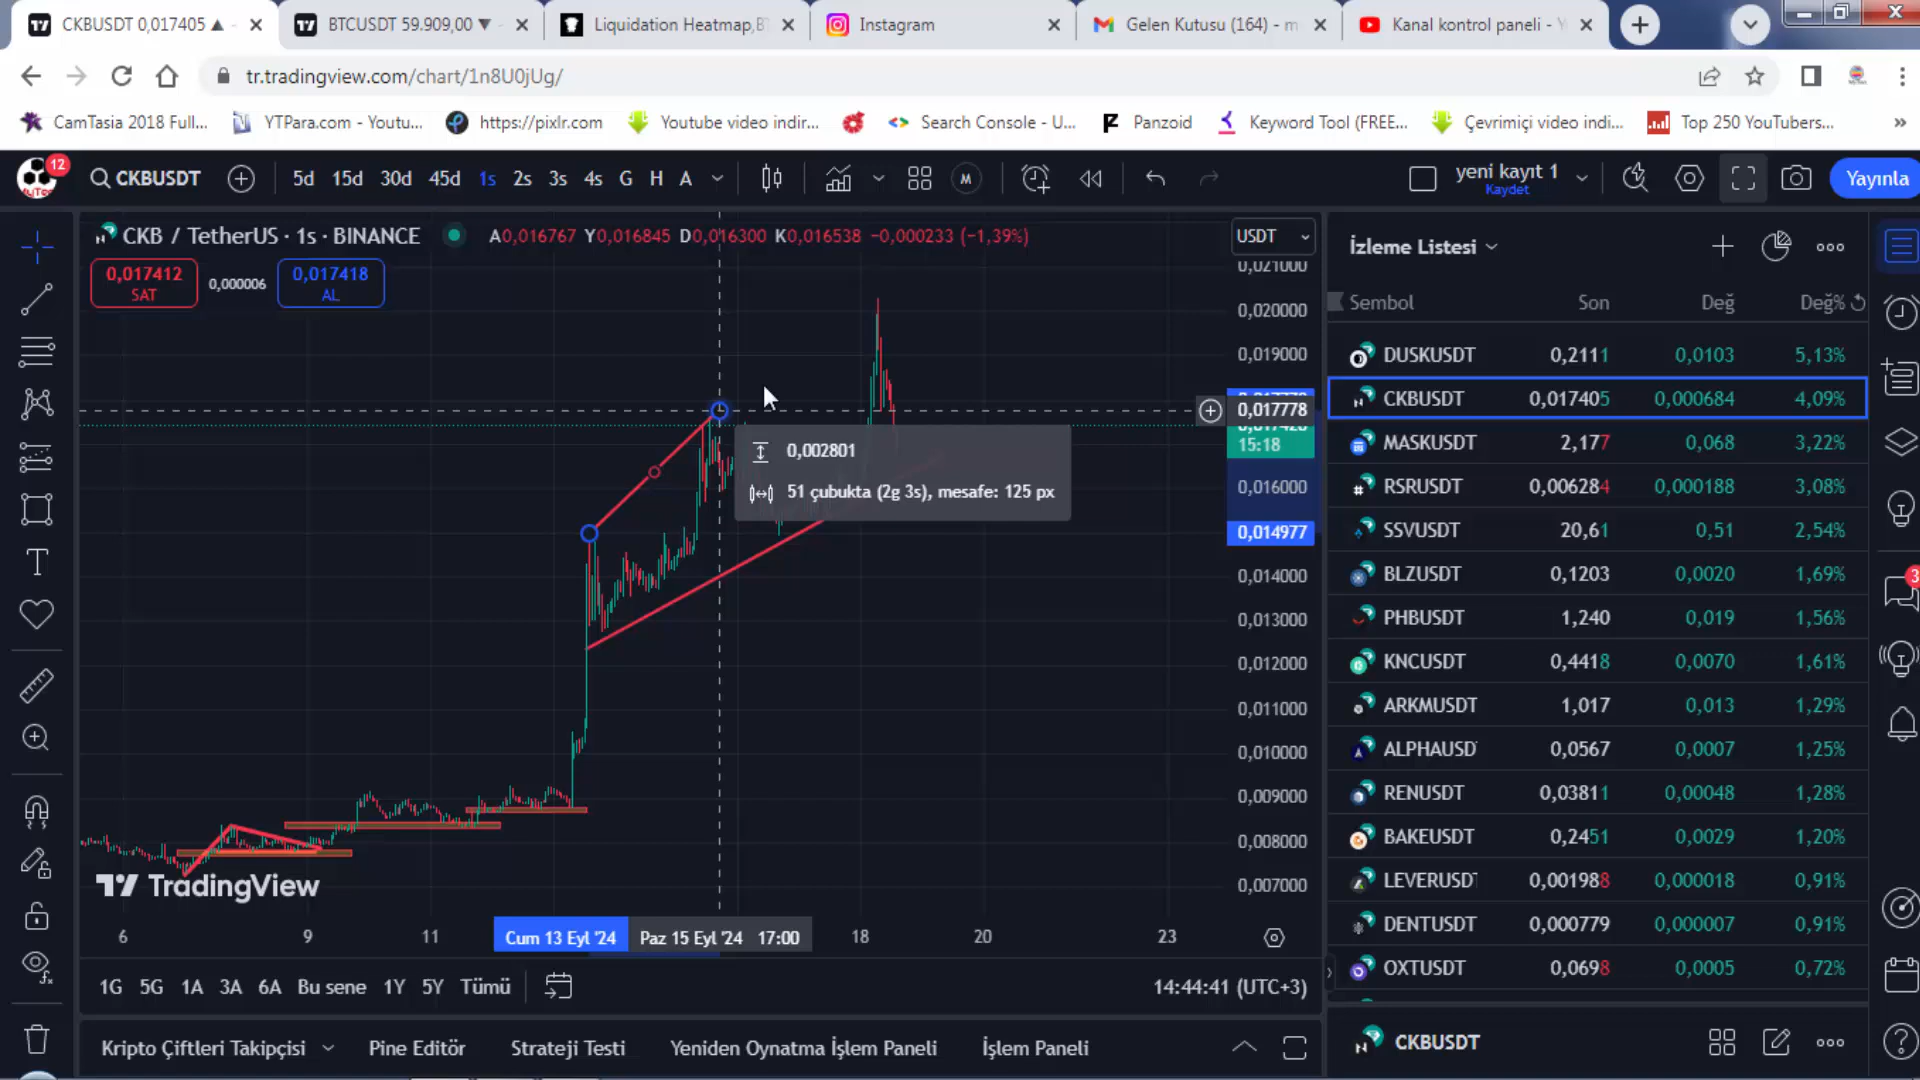 CKBUSDT 0,017405 ▲
BTCUSDT 59.909,00 ▼
Liquidation Heatmap,B
Instagram
Gelen Kutusu (164) - m
Kanal kontrol paneli - Y
tr.tradingview.com/chart/1n8U0jUg/
CamTasia 2018 Full...
YTPara.com - Youtu...
https://pixlr.com
Youtube video indir...
Search Console - U...
Panzoid
Keyword Tool (FREE...
Çevrimiçi video indi...
Top 250 YouTubers...
»
12
CKBUSDT
5d 15d 30d 45d 1s 2s 3s 4s G H A
M
yeni kayıt 1
Kaydet
Yayınla
CKB / TetherUS · 1s · BINANCE
A0,016767 Y0,016845 D0,016300 K0,016538 −0,000233 (−1,39%)
USDT
0,017412
SAT
0,000006
0,017418
AL
0,021000
0,020000
0,019000
0,017778
15:18
0,016000
0,014977
0,014000
0,013000
0,012000
0,011000
0,010000
0,009000
0,008000
0,007000
0,002801
51 çubukta (2g 3s), mesafe: 125 px
TradingView
6 9 11 Cum 13 Eyl '24 Paz 15 Eyl '24 17:00 18 20 23
1G 5G 1A 3A 6A Bu sene 1Y 5Y Tümü
14:44:41 (UTC+3)
Kripto Çiftleri Takipçisi
Pine Editör
Strateji Testi
Yeniden Oynatma İşlem Paneli
İşlem Paneli
İzleme Listesi
Sembol Son Değ Değ%
DUSKUSDT 0,2111 0,0103 5,13%
CKBUSDT 0,017405 0,000684 4,09%
MASKUSDT 2,177 0,068 3,22%
RSRUSDT 0,006284 0,000188 3,08%
SSVUSDT 20,61 0,51 2,54%
BLZUSDT 0,1203 0,0020 1,69%
PHBUSDT 1,240 0,019 1,56%
KNCUSDT 0,4418 0,0070 1,61%
ARKMUSDT 1,017 0,013 1,29%
ALPHAUSD 0,0567 0,0007 1,25%
RENUSDT 0,03811 0,00048 1,28%
BAKEUSDT 0,2451 0,0029 1,20%
LEVERUSDT 0,001988 0,000018 0,91%
DENTUSDT 0,000779 0,000007 0,91%
OXTUSDT 0,0698 0,0005 0,72%
CKBUSDT
3